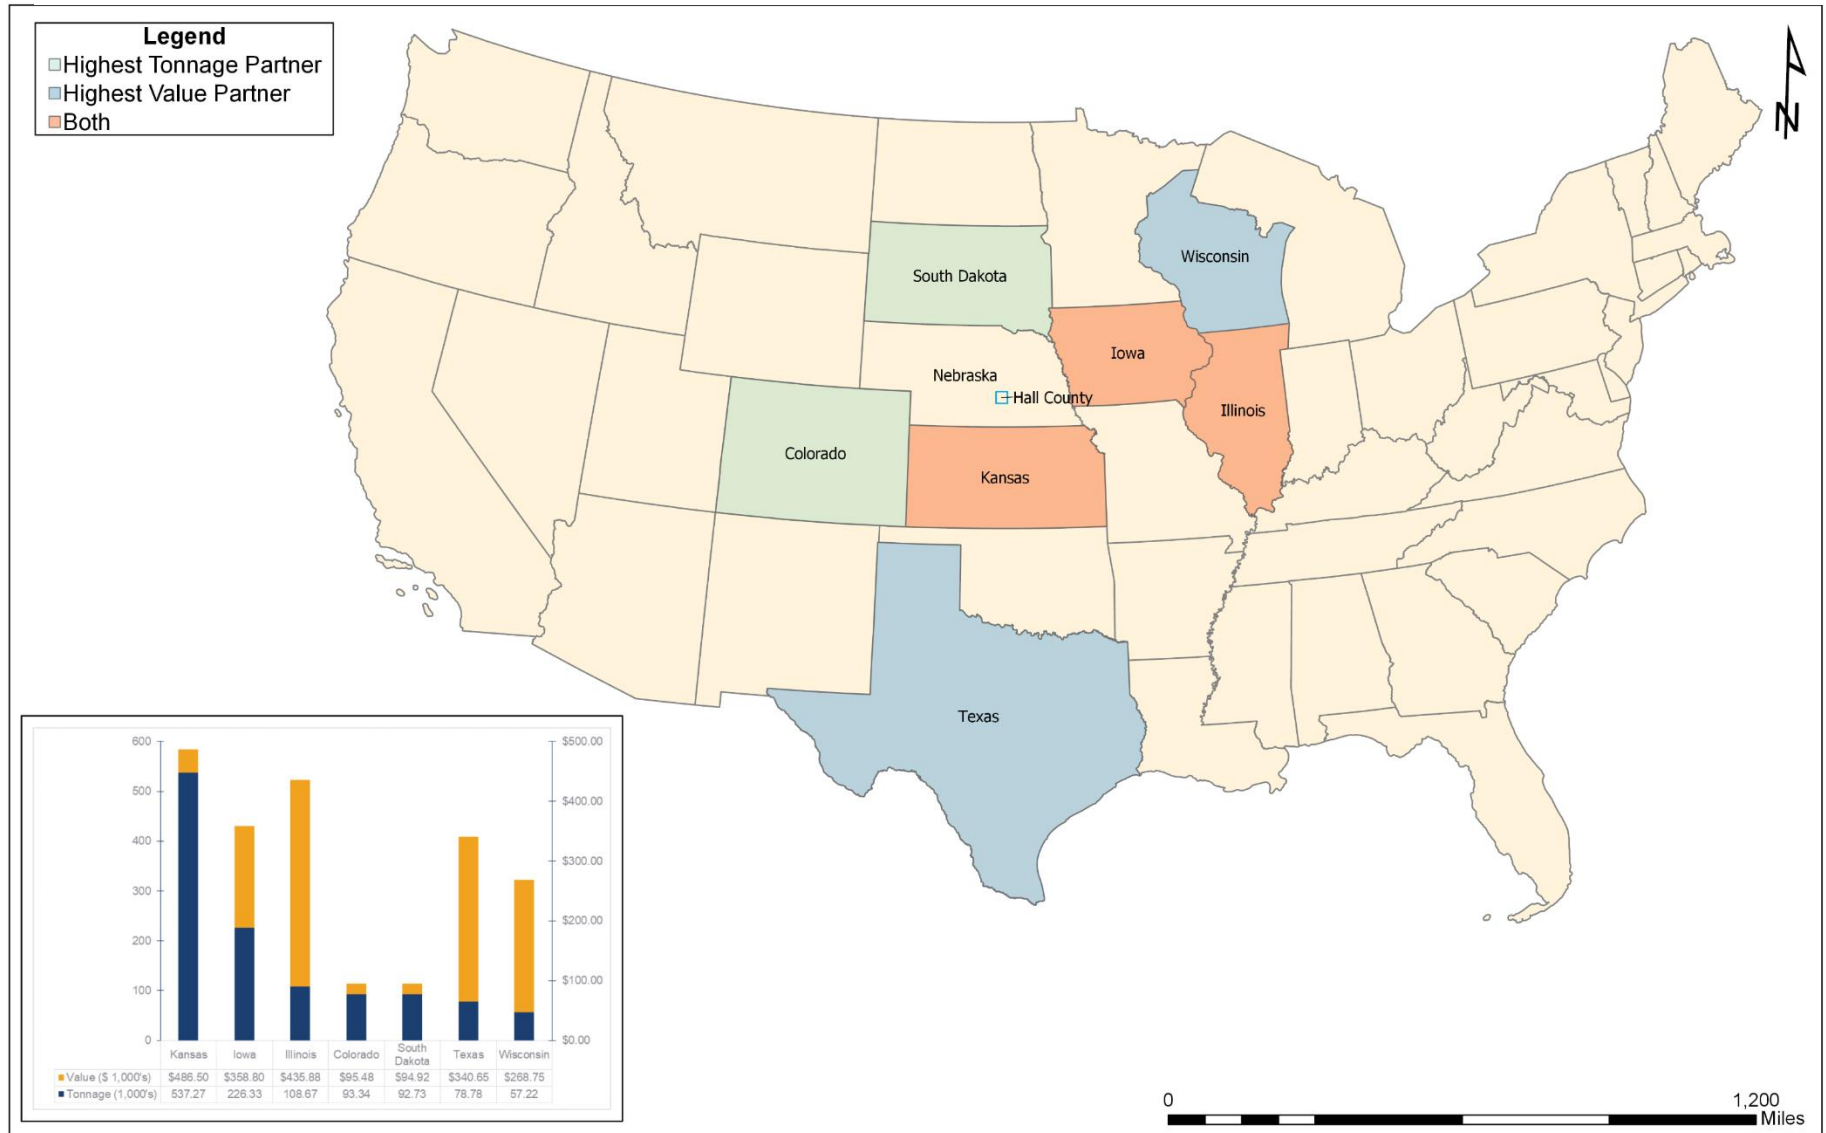 Legend
Highest Tonnage Partner
Highest Value Partner
Both
N
Wisconsin
South Dakota
Iowa
Nebraska
Hall County
Illinois
Colorado
Kansas
Texas
600
500
400
300
200
100
0
$500.00
$400.00
$300.00
$200.00
$100.00
$0.00
Kansas Iowa Illinois Colorado South Dakota Texas Wisconsin
Value ($ 1,000's) $486.50 $358.80 $435.88 $95.48 $94.92 $340.65 $268.75
Tonnage (1,000's) 537.27 226.33 108.67 93.34 92.73 78.78 57.22
0 1,200
Miles